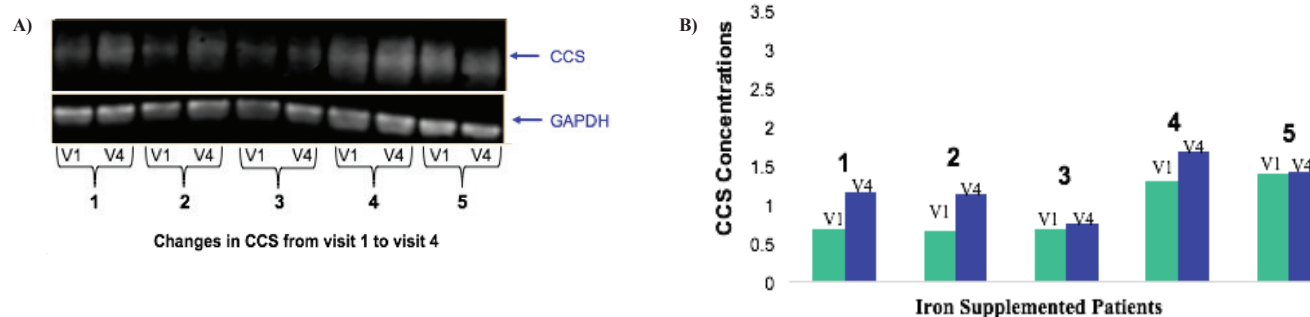 A)
CCS
GAPDH
V1 V4 V1 V4 V1 V4 V1 V4 V1 V4
1 2 3 4 5
Changes in CCS from visit 1 to visit 4
B)
CCS Concentrations
3.5
3
2.5
2
1.5
1
0.5
0
1
V1 V4
2
V1 V4
3
V1 V4
4
V1 V4
5
V1 V4
Iron Supplemented Patients